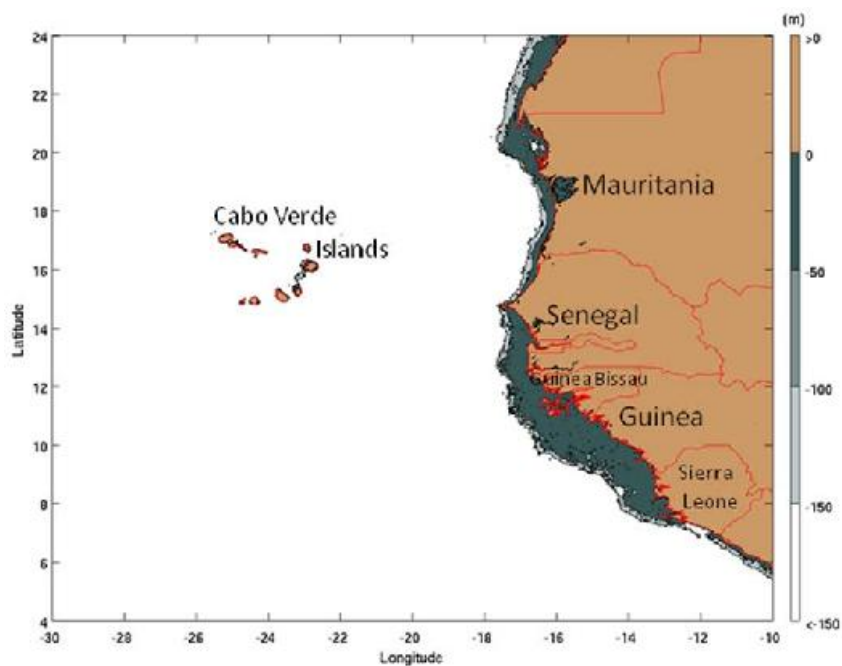 (m)
24
22
20
18
16
14
12
10
8
6
4
Latitude
-30
-28
-26
-24
-22
-20
-18
-16
-14
-12
-10
Longitude
Cabo Verde
Islands
Mauritania
Senegal
Guinea Bissau
Guinea
Sierra
Leone
>0
0
-50
-100
-150
<-150